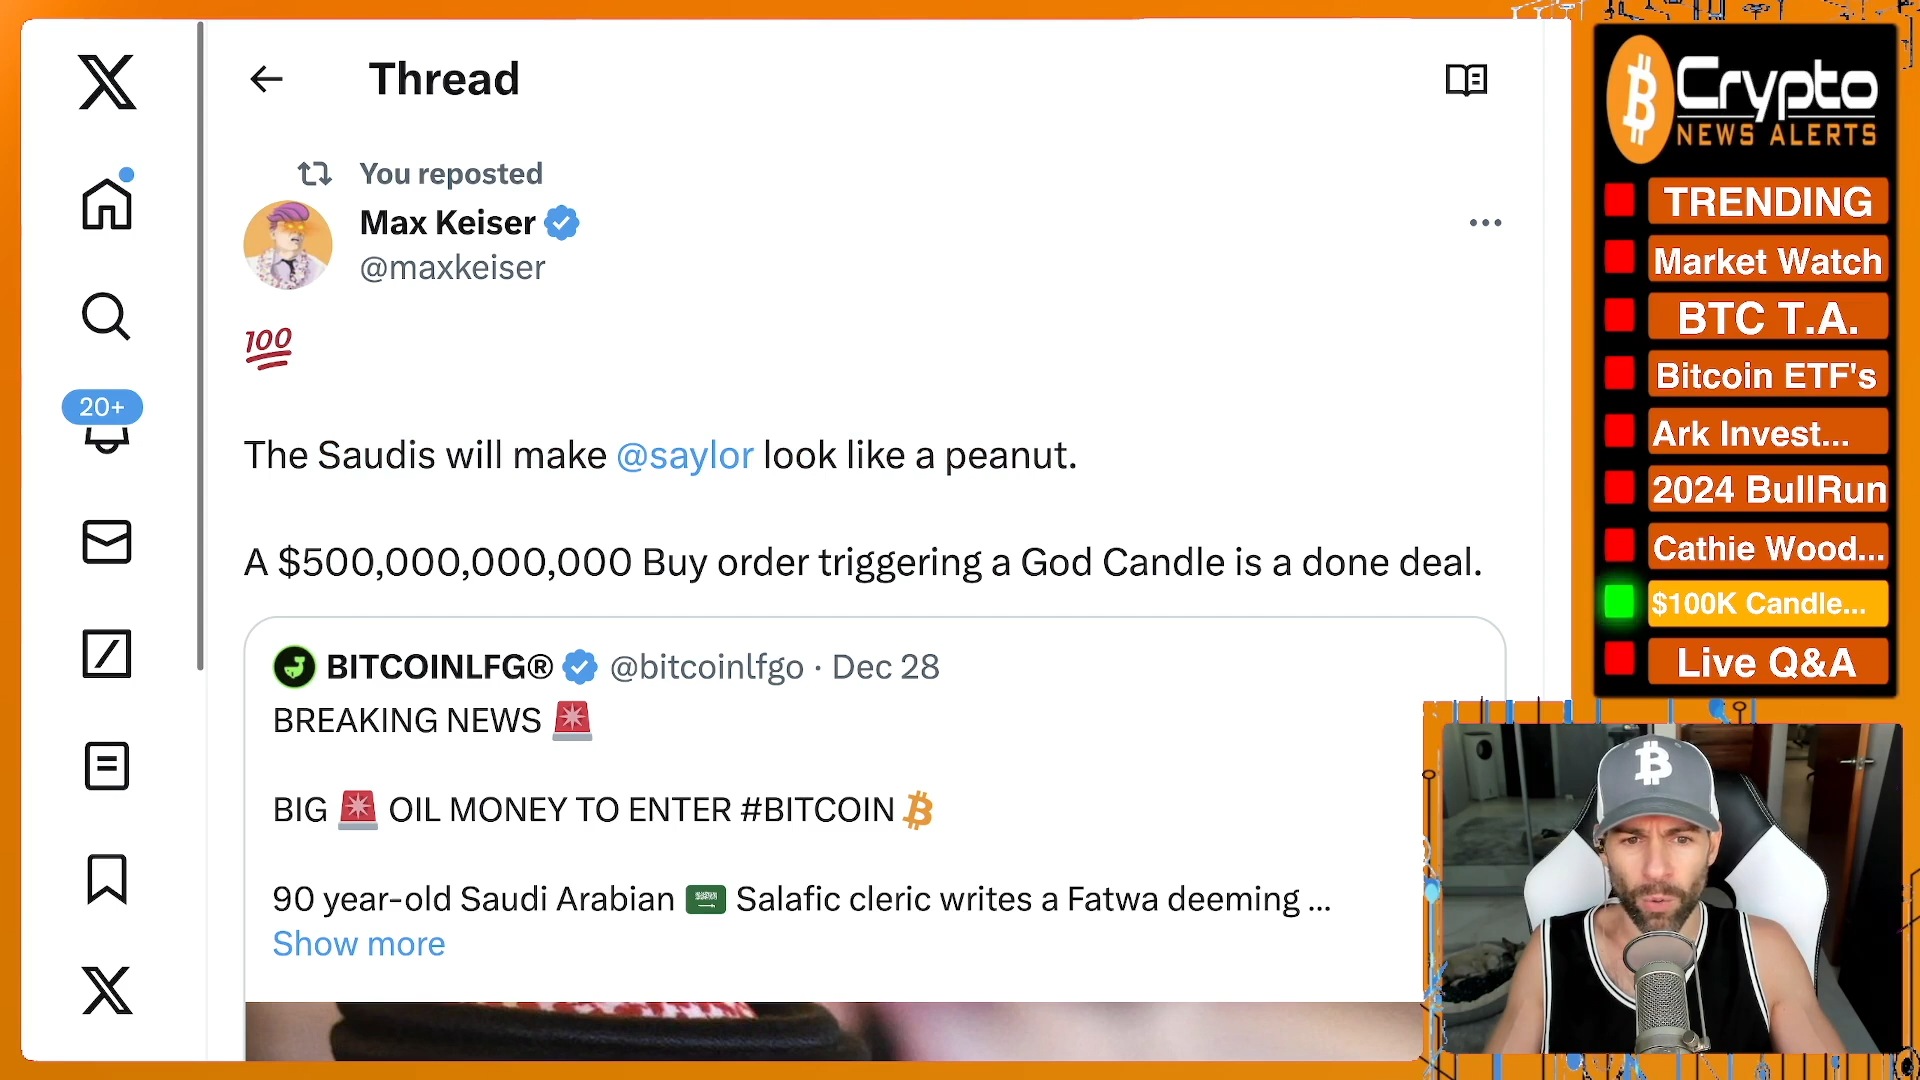 Thread
You reposted
Max Keiser
@maxkeiser
💯
The Saudis will make @saylor look like a peanut.
A $500,000,000,000 Buy order triggering a God Candle is a done deal.
BITCOINLFG® @bitcoinlfgo · Dec 28
BREAKING NEWS 🚨
BIG 🚨 OIL MONEY TO ENTER #BITCOIN
90 year-old Saudi Arabian 🇸🇦 Salafic cleric writes a Fatwa deeming ...
Show more
20+
Crypto
NEWS ALERTS
TRENDING
Market Watch
BTC T.A.
Bitcoin ETF's
Ark Invest...
2024 BullRun
Cathie Wood...
$100K Candle...
Live Q&A